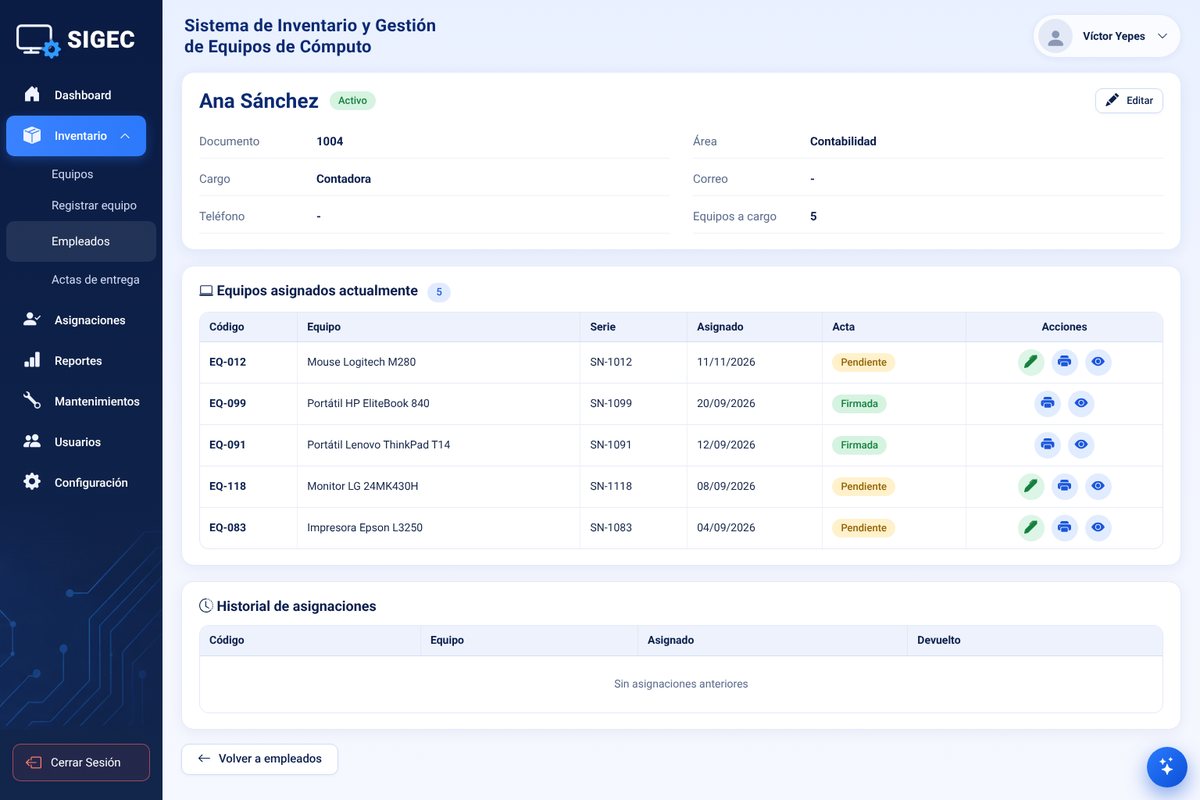 SIGEC
Dashboard
Inventario
Equipos
Registrar equipo
Empleados
Actas de entrega
Asignaciones
Reportes
Mantenimientos
Usuarios
Configuración
Cerrar Sesión
Sistema de Inventario y Gestión
de Equipos de Cómputo
Víctor Yepes
Ana Sánchez Activo
Editar
Documento 1004 Área Contabilidad
Cargo Contadora Correo -
Teléfono - Equipos a cargo 5
Equipos asignados actualmente 5
Código Equipo Serie Asignado Acta Acciones
EQ-012 Mouse Logitech M280 SN-1012 11/11/2026 Pendiente
EQ-099 Portátil HP EliteBook 840 SN-1099 20/09/2026 Firmada
EQ-091 Portátil Lenovo ThinkPad T14 SN-1091 12/09/2026 Firmada
EQ-118 Monitor LG 24MK430H SN-1118 08/09/2026 Pendiente
EQ-083 Impresora Epson L3250 SN-1083 04/09/2026 Pendiente
Historial de asignaciones
Código Equipo Asignado Devuelto
Sin asignaciones anteriores
Volver a empleados